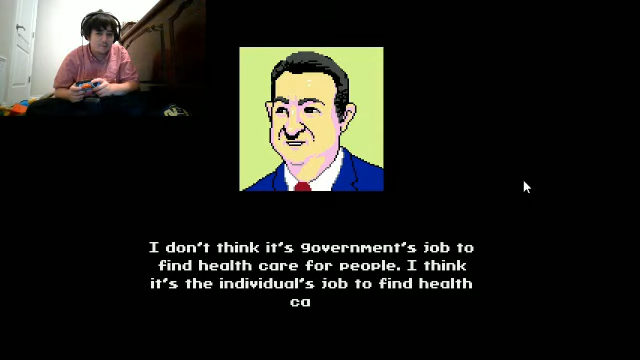 I don't think it's government's job to
find health care for people. I think
it's the individual's job to find health
ca